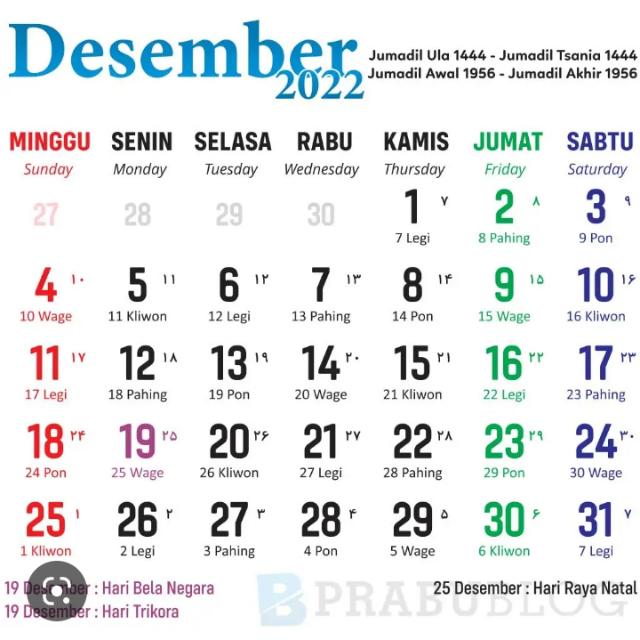 Desember
2022
Jumadil Ula 1444 - Jumadil Tsania 1444
Jumadil Awal 1956 - Jumadil Akhir 1956
MINGGU SENIN SELASA RABU KAMIS JUMAT SABTU
Sunday Monday Tuesday Wednesday Thursday Friday Saturday
27 28 29 30 1 ٧ 2 ٨ 3 ٩
7 Legi 8 Pahing 9 Pon
4 ١٠ 5 ١١ 6 ١٢ 7 ١٣ 8 ١٤ 9 ١٥ 10 ١٦
10 Wage 11 Kliwon 12 Legi 13 Pahing 14 Pon 15 Wage 16 Kliwon
11 ١٧ 12 ١٨ 13 ١٩ 14 ٢٠ 15 ٢١ 16 ٢٢ 17 ٢٣
17 Legi 18 Pahing 19 Pon 20 Wage 21 Kliwon 22 Legi 23 Pahing
18 ٢٤ 19 ٢٥ 20 ٢٦ 21 ٢٧ 22 ٢٨ 23 ٢٩ 24 ٣٠
24 Pon 25 Wage 26 Kliwon 27 Legi 28 Pahing 29 Pon 30 Wage
25 ١ 26 ٢ 27 ٣ 28 ٤ 29 ٥ 30 ٦ 31 ٧
1 Kliwon 2 Legi 3 Pahing 4 Pon 5 Wage 6 Kliwon 7 Legi
19 Desember : Hari Bela Negara 25 Desember : Hari Raya Natal
19 Desember : Hari Trikora
PRABUBLOG